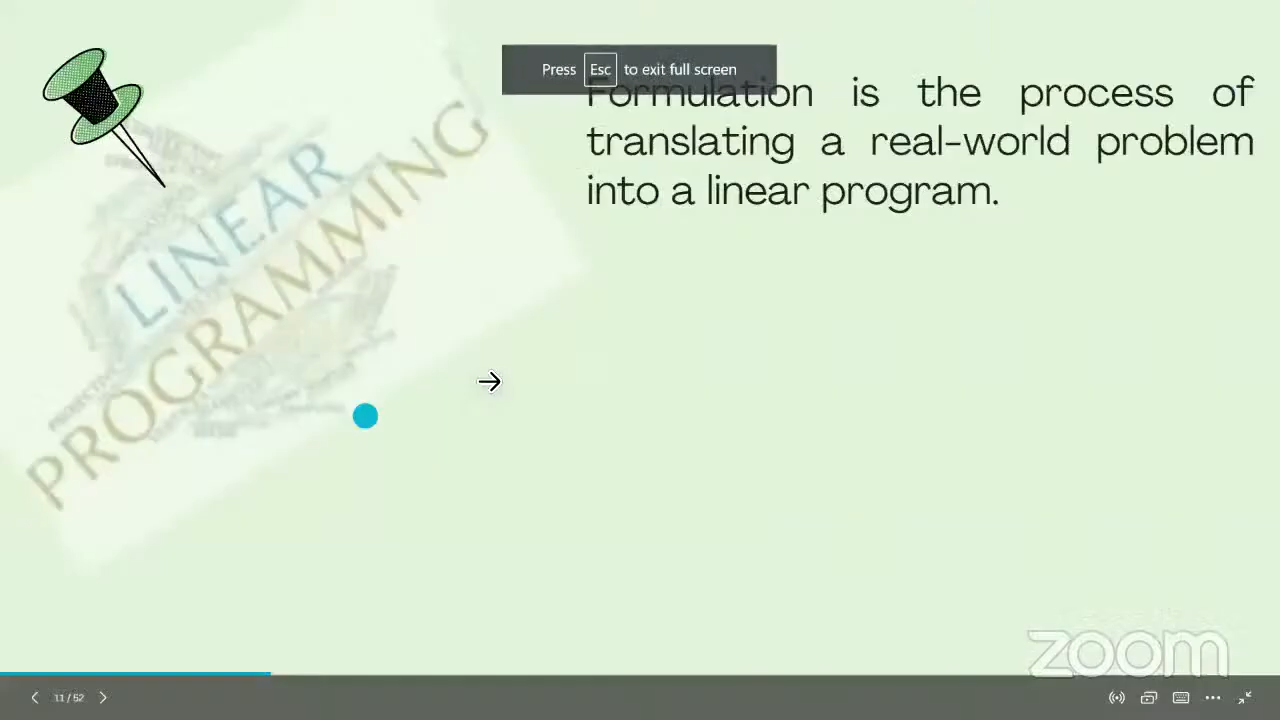 Press Esc to exit full screen
Formulation is the process of
translating a real-world problem
into a linear program.
LINEAR
PROGRAMMING
zoom
11 / 52